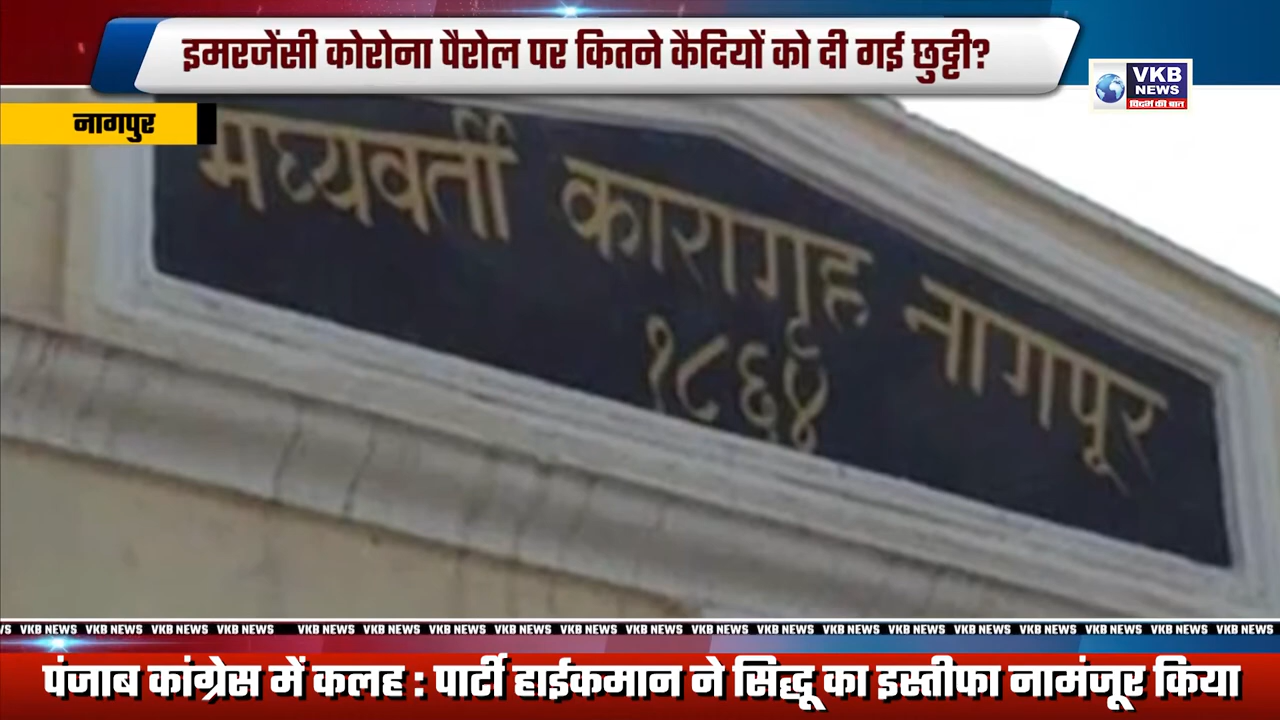 इमरजेंसी कोरोना पैरोल पर कितने कैदियों को दी गई छुट्टी?
VKB
NEWS
विदर्भ की बात
नागपुर
मध्यवर्ती कारागृह नागपूर
१८६४
VS VKB NEWS VKB NEWS VKB NEWS VKB NEWS VKB NEWS VKB NEWS VKB NEWS VKB NEWS VKB NEWS VKB NEWS VKB NEWS VKB NEWS VKB NEWS VKB NEWS VKB NEWS VKB NEWS VKB NEWS VKB NEWS VKB NEWS
पंजाब कांग्रेस में कलह : पार्टी हाईकमान ने सिद्धू का इस्तीफा नामंजूर किया